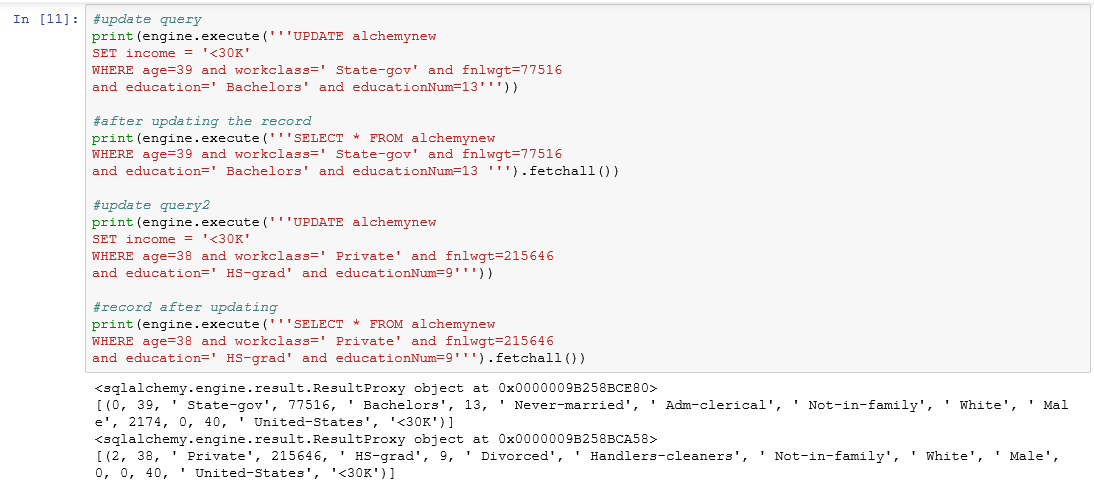 In [11]: #update query
print(engine.execute('''UPDATE alchemynew
SET income = '<30K'
WHERE age=39 and workclass=' State-gov' and fnlwgt=77516
and education=' Bachelors' and educationNum=13'''))
#after updating the record
print(engine.execute('''SELECT * FROM alchemynew
WHERE age=39 and workclass=' State-gov' and fnlwgt=77516
and education=' Bachelors' and educationNum=13 ''').fetchall())
#update query2
print(engine.execute('''UPDATE alchemynew
SET income = '<30K'
WHERE age=38 and workclass=' Private' and fnlwgt=215646
and education=' HS-grad' and educationNum=9'''))
#record after updating
print(engine.execute('''SELECT * FROM alchemynew
WHERE age=38 and workclass=' Private' and fnlwgt=215646
and education=' HS-grad' and educationNum=9''').fetchall())
<sqlalchemy.engine.result.ResultProxy object at 0x0000009B258BCE80>
[(0, 39, ' State-gov', 77516, ' Bachelors', 13, ' Never-married', ' Adm-clerical', ' Not-in-family', ' White', ' Mal
e', 2174, 0, 40, ' United-States', '<30K')]
<sqlalchemy.engine.result.ResultProxy object at 0x0000009B258BCA58>
[(2, 38, ' Private', 215646, ' HS-grad', 9, ' Divorced', ' Handlers-cleaners', ' Not-in-family', ' White', ' Male',
0, 0, 40, ' United-States', '<30K')]